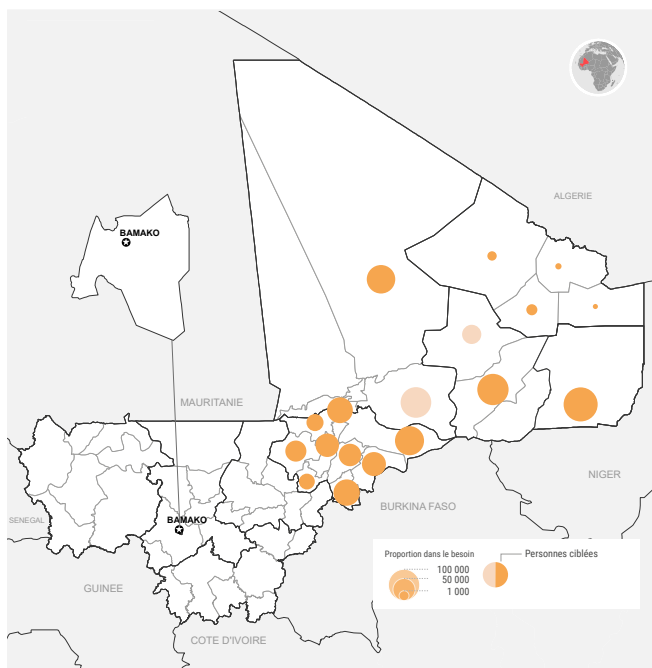 ALGERIE
BAMAKO
MAURITANIE
NIGER
BURKINA FASO
SENEGAL
BAMAKO
GUINEE
COTE D'IVOIRE
Proportion dans le besoin
100 000
50 000
1 000
Personnes ciblées